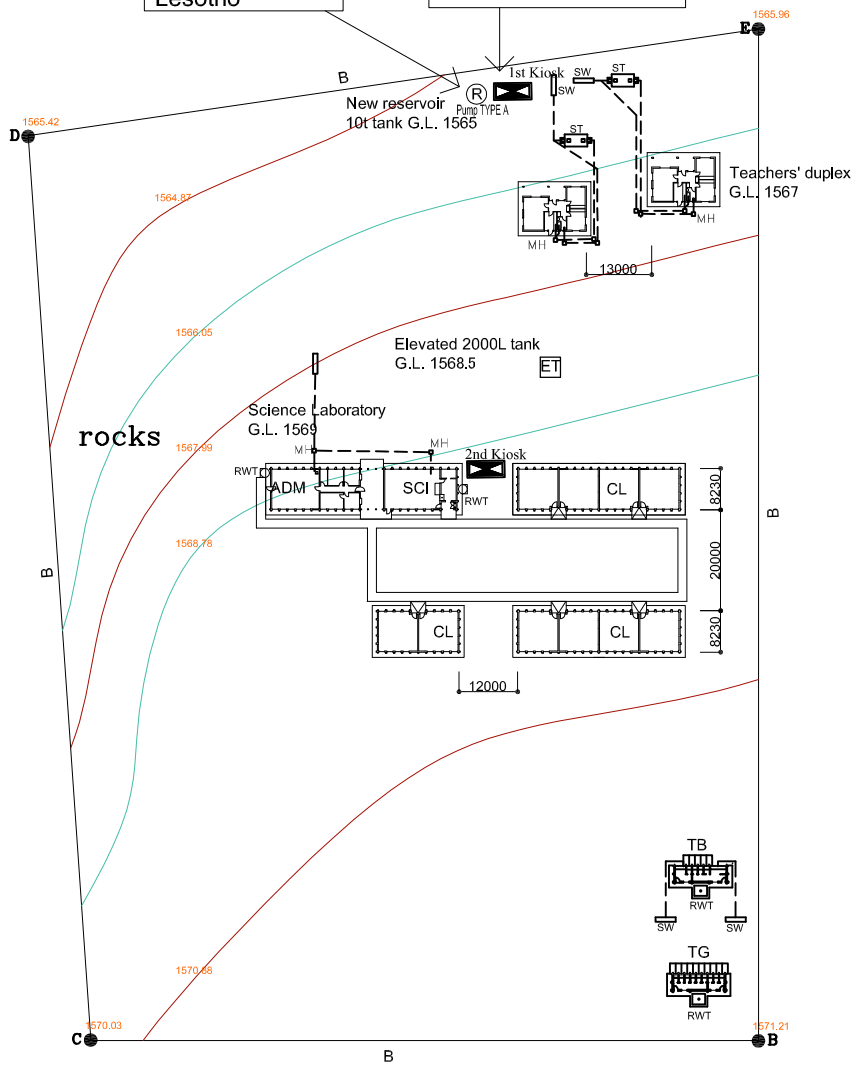 Lesotho
1565.96
E
B
1st Kiosk
SW
ST
SW
R
New reservoir
10t tank G.L. 1565
Pump TYPE A
ST
1565.42
D
Teachers' duplex
G.L. 1567
1564.87
MH
MH
13000
1566.05
Elevated 2000L tank
G.L. 1568.5
ET
Science Laboratory
G.L. 1569
rocks
1567.99
MH
MH
2nd Kiosk
RWT
ADM
SCI
RWT
CL
8230
B
1568.78
20000
B
CL
CL
8230
12000
TB
RWT
SW
SW
TG
RWT
1570.88
1570.03
C
1571.21
B
B